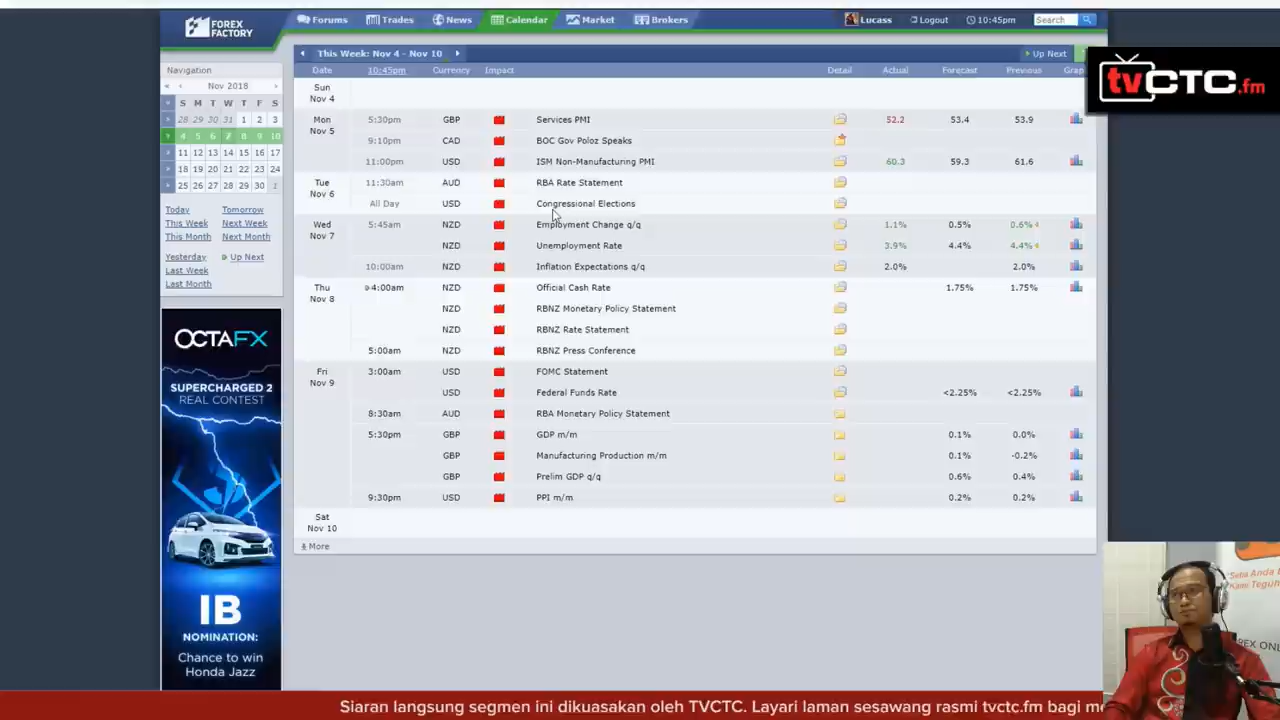 FOREX
FACTORY
Forums Trades News Calendar Market Brokers Lucass Logout 10:45pm Search
This Week: Nov 4 - Nov 10 Up Next
Date 10:45pm Currency Impact Detail Actual Forecast Previous Grap
tvCTC.fm
Navigation
Nov 2018
S M T W T F S
28 29 30 31 1 2 3
4 5 6 7 8 9 10
11 12 13 14 15 16 17
18 19 20 21 22 23 24
25 26 27 28 29 30 1
Today Tomorrow
This Week Next Week
This Month Next Month
Yesterday Up Next
Last Week
Last Month
Sun
Nov 4
Mon
Nov 5
5:30pm GBP Services PMI 52.2 53.4 53.9
9:10pm CAD BOC Gov Poloz Speaks
11:00pm USD ISM Non-Manufacturing PMI 60.3 59.3 61.6
Tue
Nov 6
11:30am AUD RBA Rate Statement
All Day USD Congressional Elections
Wed
Nov 7
5:45am NZD Employment Change q/q 1.1% 0.5% 0.6%
NZD Unemployment Rate 3.9% 4.4% 4.4%
10:00am NZD Inflation Expectations q/q 2.0% 2.0%
Thu
Nov 8
4:00am NZD Official Cash Rate 1.75% 1.75%
NZD RBNZ Monetary Policy Statement
NZD RBNZ Rate Statement
5:00am NZD RBNZ Press Conference
Fri
Nov 9
3:00am USD FOMC Statement
USD Federal Funds Rate <2.25% <2.25%
8:30am AUD RBA Monetary Policy Statement
5:30pm GBP GDP m/m 0.1% 0.0%
GBP Manufacturing Production m/m 0.1% -0.2%
GBP Prelim GDP q/q 0.6% 0.4%
9:30pm USD PPI m/m 0.2% 0.2%
Sat
Nov 10
More
OCTAFX
SUPERCHARGED 2
REAL CONTEST
IB
NOMINATION:
Chance to win
Honda Jazz
"Setia Anda
Kami Teguh
REX ONL
Siaran langsung segmen ini dikuasakan oleh TVCTC. Layari laman sesawang rasmi tvctc.fm bagi me